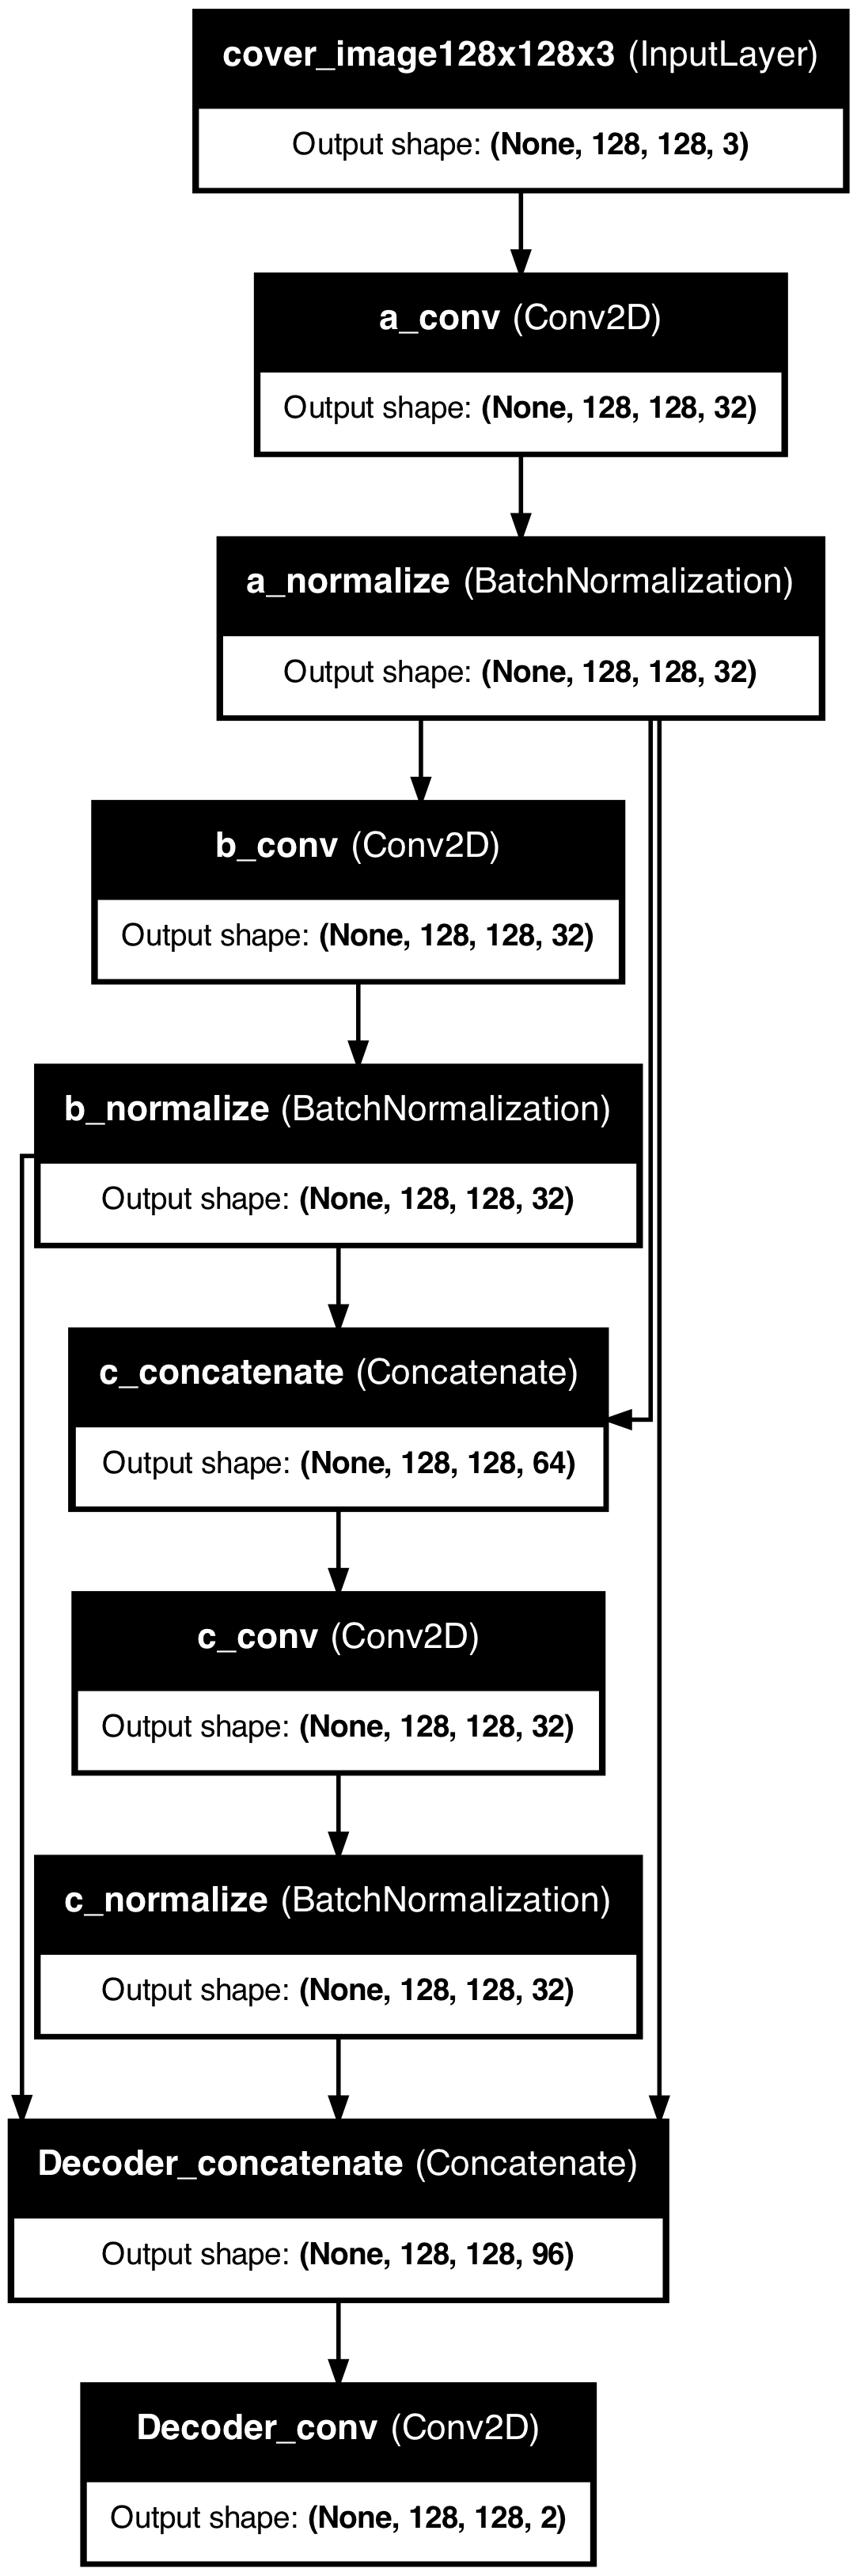 cover_image128x128x3 (InputLayer)
Output shape: (None, 128, 128, 3)
a_conv (Conv2D)
Output shape: (None, 128, 128, 32)
a_normalize (BatchNormalization)
Output shape: (None, 128, 128, 32)
b_conv (Conv2D)
Output shape: (None, 128, 128, 32)
b_normalize (BatchNormalization)
Output shape: (None, 128, 128, 32)
c_concatenate (Concatenate)
Output shape: (None, 128, 128, 64)
c_conv (Conv2D)
Output shape: (None, 128, 128, 32)
c_normalize (BatchNormalization)
Output shape: (None, 128, 128, 32)
Decoder_concatenate (Concatenate)
Output shape: (None, 128, 128, 96)
Decoder_conv (Conv2D)
Output shape: (None, 128, 128, 2)